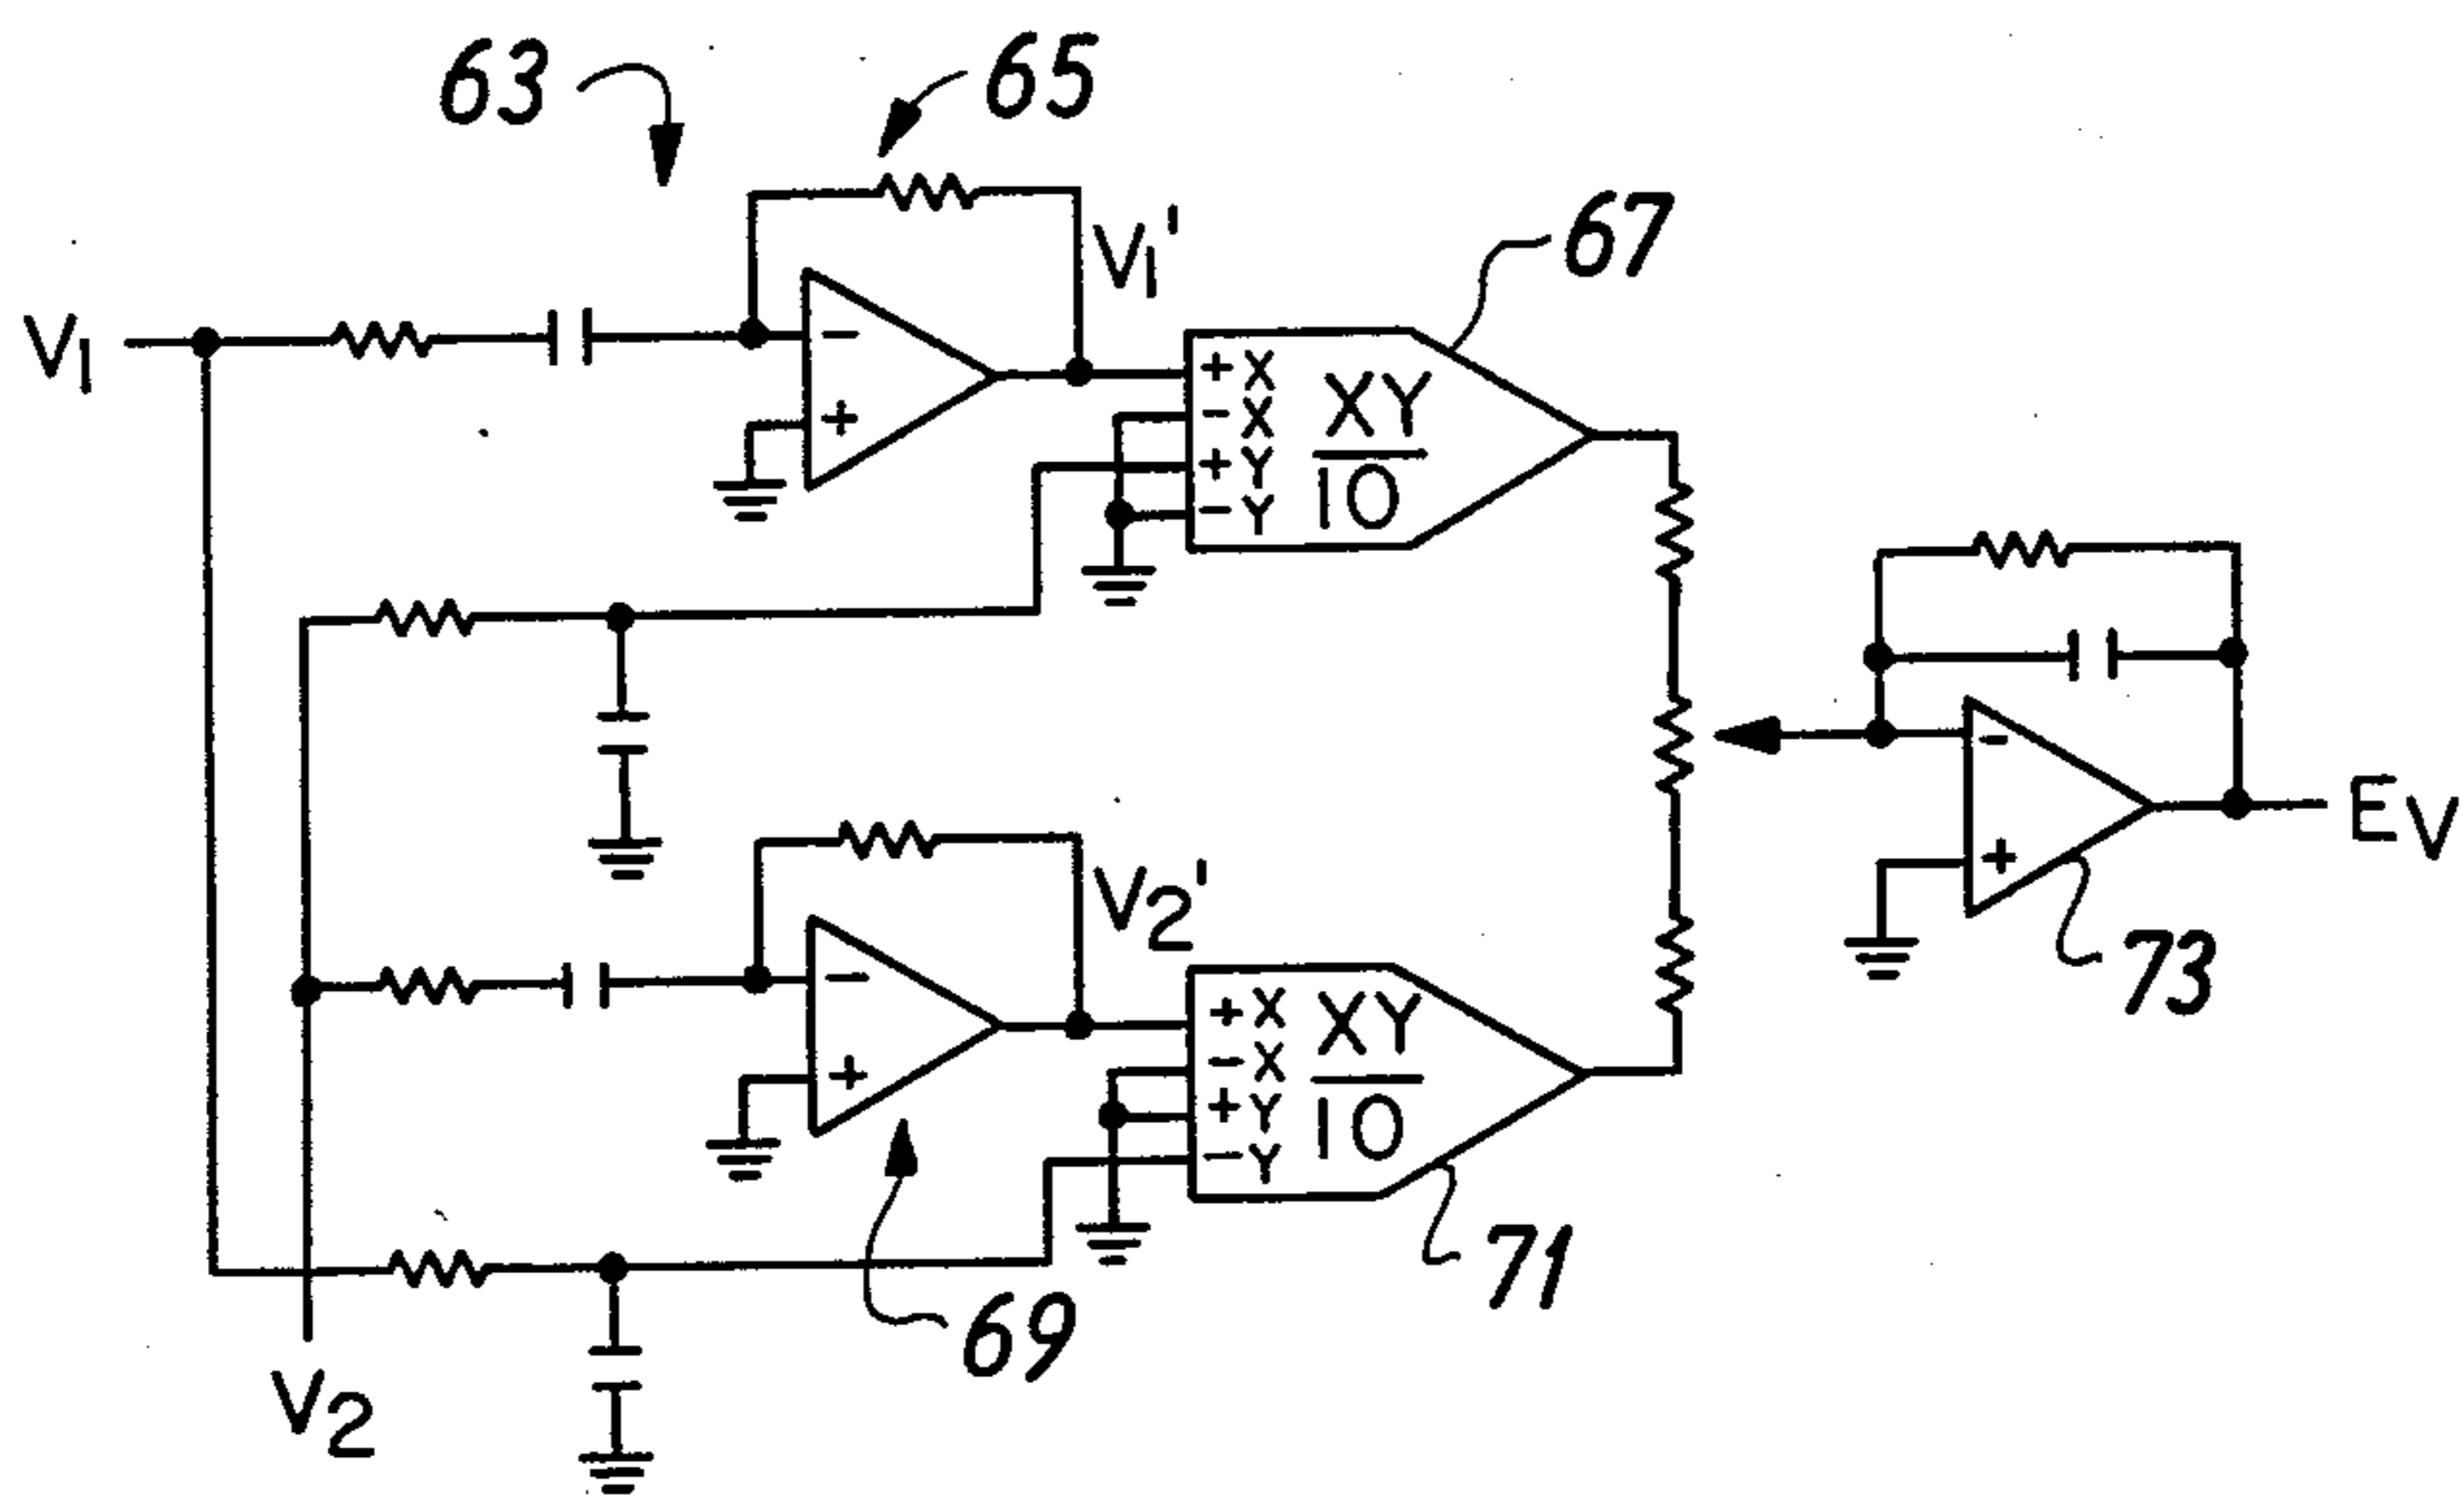 63
65
67
V1
V1'
-
+
+X
-X
+Y
-Y
XY
10
-
+
EV
73
V2'
-
+
+X
-X
+Y
-Y
XY
10
71
69
V2